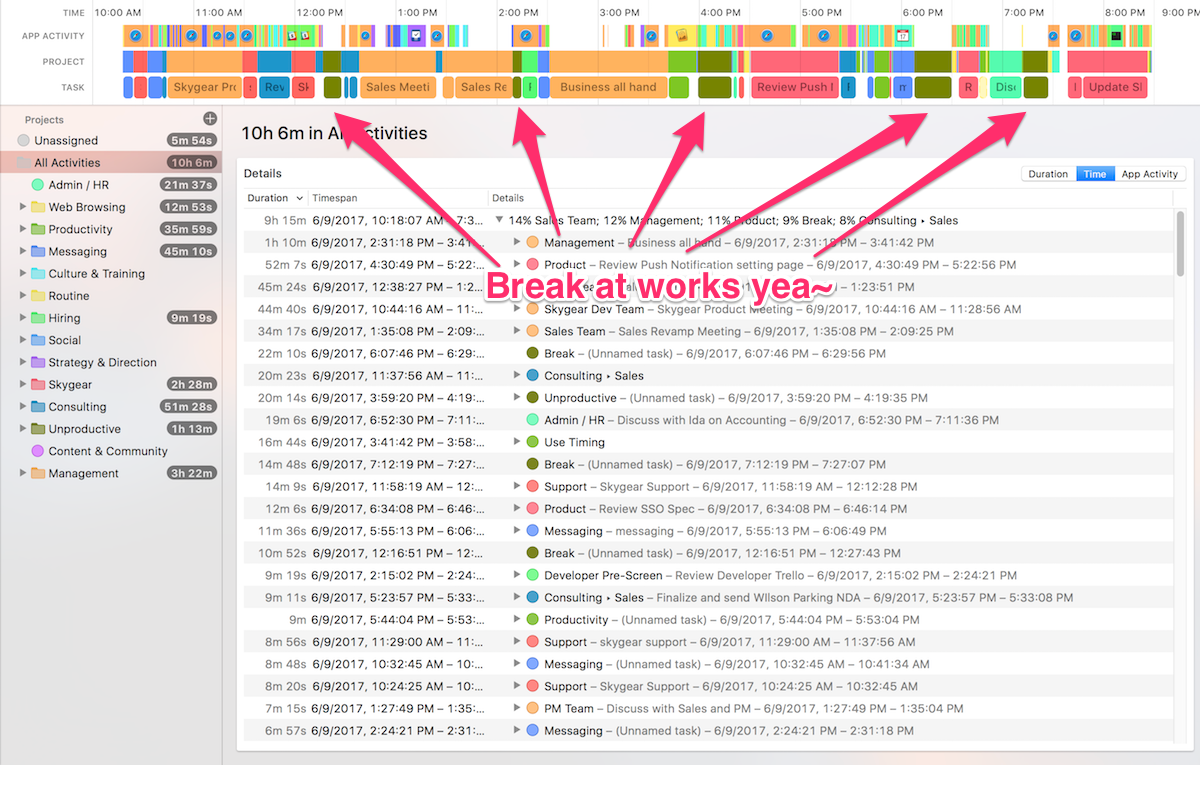 TIME 10:00 AM 11:00 AM 12:00 PM 1:00 PM 2:00 PM 3:00 PM 4:00 PM 5:00 PM 6:00 PM 7:00 PM 8:00 PM 9:00 PM
APP ACTIVITY
PROJECT
TASK Skygear Pro Rev Sk Sales Meeti Sales Re Business all hand Review Push R Disc Update Sk
Projects
Unassigned 5m 54s
All Activities 10h 6m
Admin / HR 21m 37s
Web Browsing 12m 53s
Productivity 35m 59s
Messaging 45m 10s
Culture & Training
Routine
Hiring 9m 19s
Social
Strategy & Direction
Skygear 2h 28m
Consulting 51m 28s
Unproductive 1h 13m
Content & Community
Management 3h 22m
10h 6m in All Activities
Details Duration Time App Activity
Duration Timespan Details
9h 15m 6/9/2017, 10:18:07 AM – 7:3... 14% Sales Team; 12% Management; 11% Product; 9% Break; 8% Consulting ▸ Sales
1h 10m 6/9/2017, 2:31:18 PM – 3:41... Management – Business all hand – 6/9/2017, 2:31:18 PM – 3:41:42 PM
52m 7s 6/9/2017, 4:30:49 PM – 5:22:... Product – Review Push Notification setting page – 6/9/2017, 4:30:49 PM – 5:22:56 PM
45m 24s 6/9/2017, 12:38:27 PM – 1:2... – 1:23:51 PM
Break at works yea~
44m 40s 6/9/2017, 10:44:16 AM – 11:... Skygear Dev Team – Skygear Product Meeting – 6/9/2017, 10:44:16 AM – 11:28:56 AM
34m 17s 6/9/2017, 1:35:08 PM – 2:09:... Sales Team – Sales Revamp Meeting – 6/9/2017, 1:35:08 PM – 2:09:25 PM
22m 10s 6/9/2017, 6:07:46 PM – 6:29:... Break – (Unnamed task) – 6/9/2017, 6:07:46 PM – 6:29:56 PM
20m 23s 6/9/2017, 11:37:56 AM – 11:... Consulting ▸ Sales
20m 14s 6/9/2017, 3:59:20 PM – 4:19:... Unproductive – (Unnamed task) – 6/9/2017, 3:59:20 PM – 4:19:35 PM
19m 6s 6/9/2017, 6:52:30 PM – 7:11:... Admin / HR – Discuss with Ida on Accounting – 6/9/2017, 6:52:30 PM – 7:11:36 PM
16m 44s 6/9/2017, 3:41:42 PM – 3:58:... Use Timing
14m 48s 6/9/2017, 7:12:19 PM – 7:27:... Break – (Unnamed task) – 6/9/2017, 7:12:19 PM – 7:27:07 PM
14m 9s 6/9/2017, 11:58:19 AM – 12:... Support – Skygear Support – 6/9/2017, 11:58:19 AM – 12:12:28 PM
12m 6s 6/9/2017, 6:34:08 PM – 6:46:... Product – Review SSO Spec – 6/9/2017, 6:34:08 PM – 6:46:14 PM
11m 36s 6/9/2017, 5:55:13 PM – 6:06:... Messaging – messaging – 6/9/2017, 5:55:13 PM – 6:06:49 PM
10m 52s 6/9/2017, 12:16:51 PM – 12:... Break – (Unnamed task) – 6/9/2017, 12:16:51 PM – 12:27:43 PM
9m 19s 6/9/2017, 2:15:02 PM – 2:24:... Developer Pre-Screen – Review Developer Trello – 6/9/2017, 2:15:02 PM – 2:24:21 PM
9m 11s 6/9/2017, 5:23:57 PM – 5:33:... Consulting ▸ Sales – Finalize and send WIlson Parking NDA – 6/9/2017, 5:23:57 PM – 5:33:08 PM
9m 6/9/2017, 5:44:04 PM – 5:53:... Productivity – (Unnamed task) – 6/9/2017, 5:44:04 PM – 5:53:04 PM
8m 56s 6/9/2017, 11:29:00 AM – 11:... Support – skygear support – 6/9/2017, 11:29:00 AM – 11:37:56 AM
8m 48s 6/9/2017, 10:32:45 AM – 10:... Messaging – (Unnamed task) – 6/9/2017, 10:32:45 AM – 10:41:34 AM
8m 20s 6/9/2017, 10:24:25 AM – 10:... Support – Skygear Support – 6/9/2017, 10:24:25 AM – 10:32:45 AM
7m 15s 6/9/2017, 1:27:49 PM – 1:35:... PM Team – Discuss with Sales and PM – 6/9/2017, 1:27:49 PM – 1:35:04 PM
6m 57s 6/9/2017, 2:24:21 PM – 2:31:... Messaging – (Unnamed task) – 6/9/2017, 2:24:21 PM – 2:31:18 PM